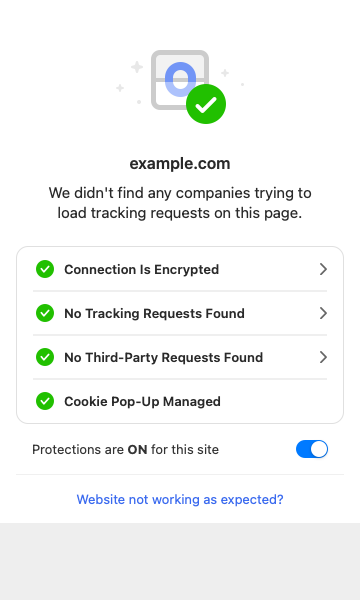 example.com
We didn't find any companies trying to
load tracking requests on this page.
Connection Is Encrypted
No Tracking Requests Found
No Third-Party Requests Found
Cookie Pop-Up Managed
Protections are ON for this site
Website not working as expected?